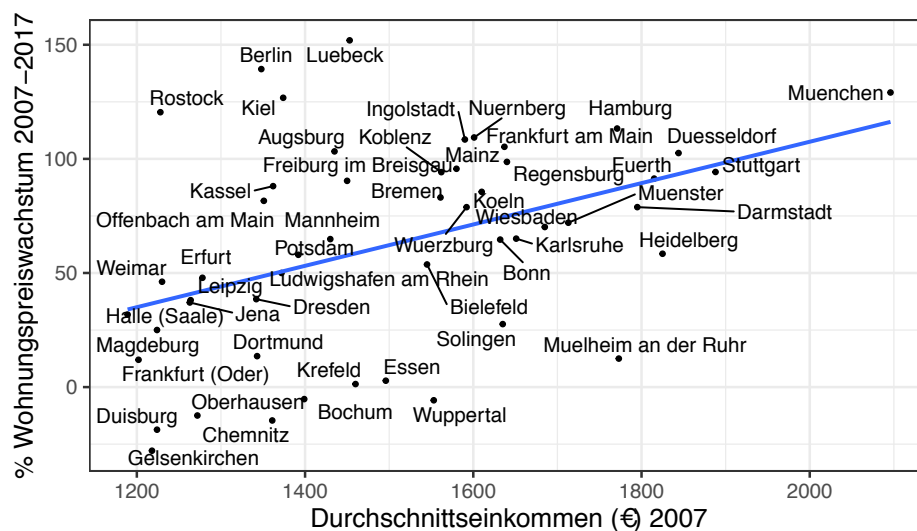 % Wohnungspreiswachstum 2007−2017
150
100
50
0
Berlin
Luebeck
Rostock
Kiel
Ingolstadt
Nuernberg
Hamburg
Muenchen
Augsburg
Koblenz
Frankfurt am Main
Duesseldorf
Freiburg im Breisgau
Mainz
Regensburg
Fuerth
Stuttgart
Kassel
Bremen
Koeln
Muenster
Offenbach am Main
Mannheim
Wiesbaden
Darmstadt
Potsdam
Wuerzburg
Karlsruhe
Heidelberg
Weimar
Erfurt
Ludwigshafen am Rhein
Bonn
Leipzig
Halle (Saale)
Jena
Dresden
Bielefeld
Magdeburg
Dortmund
Solingen
Muelheim an der Ruhr
Frankfurt (Oder)
Krefeld
Essen
Duisburg
Oberhausen
Bochum
Wuppertal
Chemnitz
Gelsenkirchen
1200
1400
1600
1800
2000
Durchschnittseinkommen (€) 2007